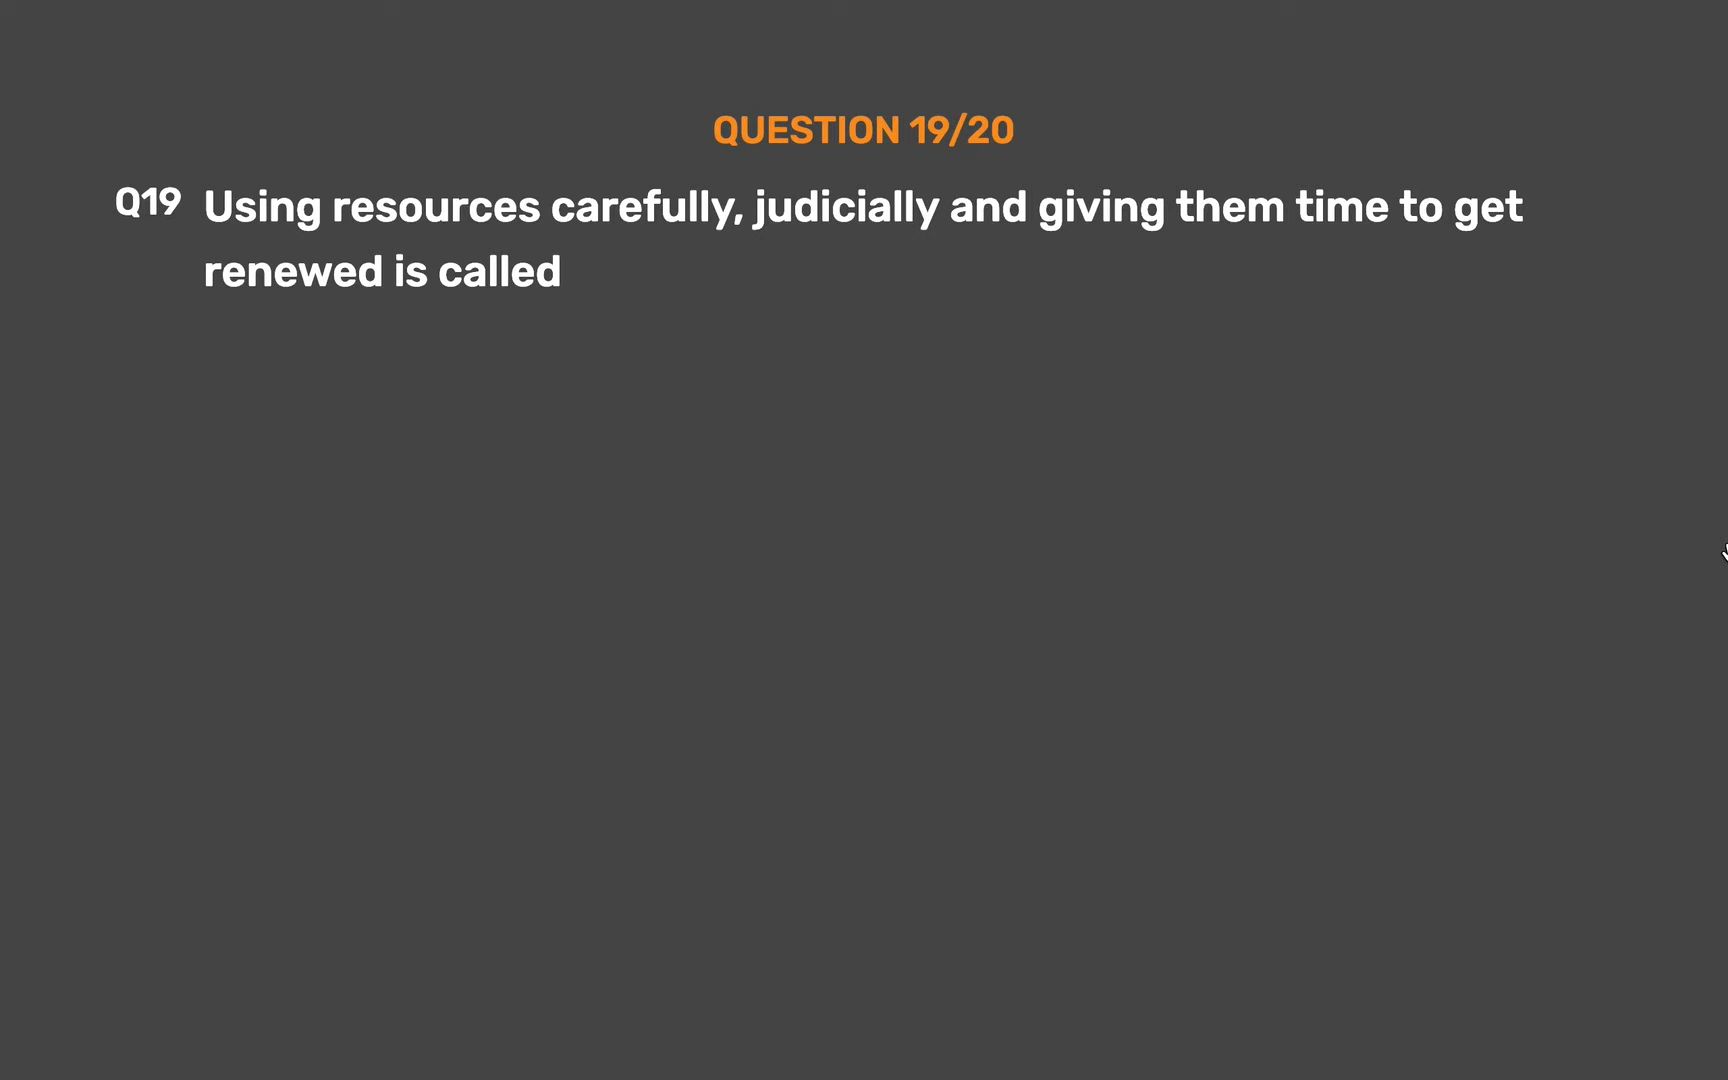 QUESTION 19/20
Q19 Using resources carefully, judicially and giving them time to get
renewed is called